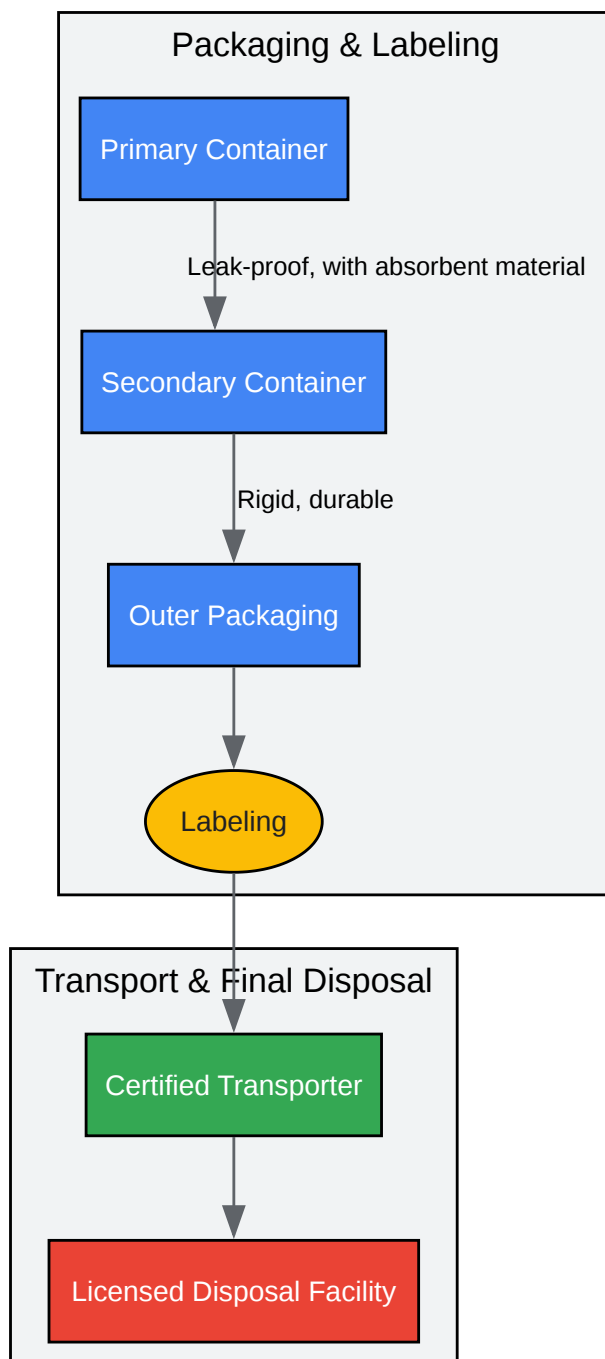 Packaging & Labeling
Primary Container
Leak-proof, with absorbent material
Secondary Container
Rigid, durable
Outer Packaging
Labeling
Transport & Final Disposal
Certified Transporter
Licensed Disposal Facility